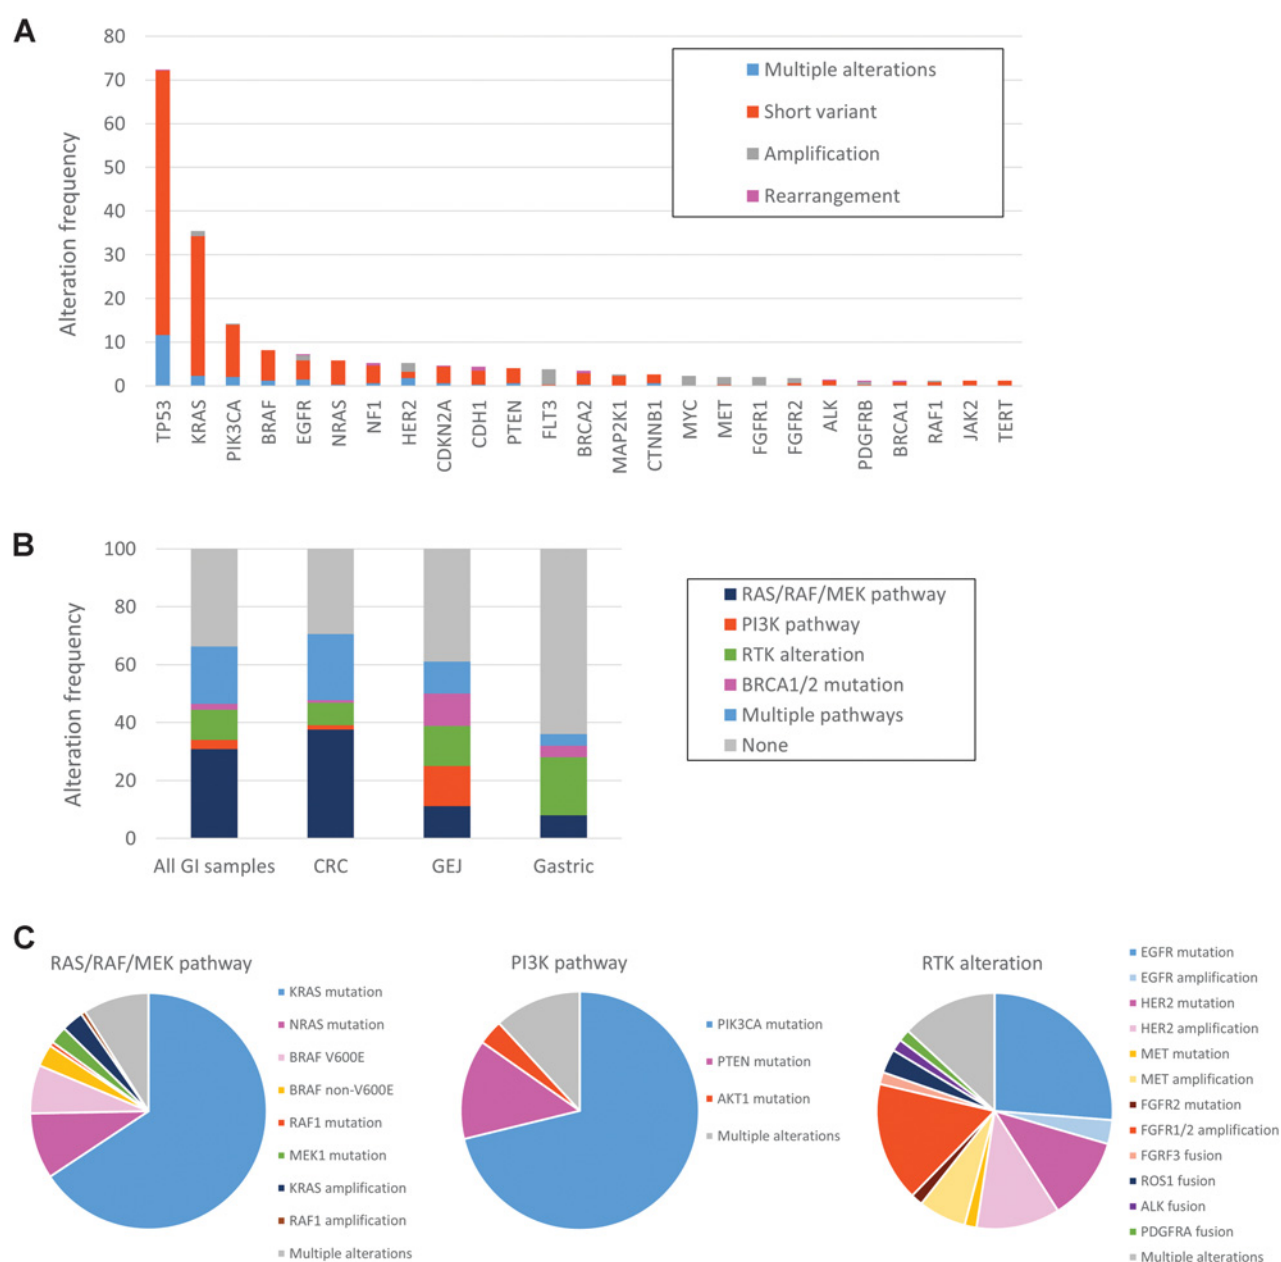 A
80
70
60
50
40
30
20
10
0
Alteration frequency
Multiple alterations
Short variant
Amplification
Rearrangement
TP53
KRAS
PIK3CA
BRAF
EGFR
NRAS
NF1
HER2
CDKN2A
CDH1
PTEN
FLT3
BRCA2
MAP2K1
CTNNB1
MYC
MET
FGFR1
FGFR2
ALK
PDGFRB
BRCA1
RAF1
JAK2
TERT
B
100
80
60
40
20
0
Alteration frequency
All GI samples
CRC
GEJ
Gastric
RAS/RAF/MEK pathway
PI3K pathway
RTK alteration
BRCA1/2 mutation
Multiple pathways
None
C
RAS/RAF/MEK pathway
KRAS mutation
NRAS mutation
BRAF V600E
BRAF non-V600E
RAF1 mutation
MEK1 mutation
KRAS amplification
RAF1 amplification
Multiple alterations
PI3K pathway
PIK3CA mutation
PTEN mutation
AKT1 mutation
Multiple alterations
RTK alteration
EGFR mutation
EGFR amplification
HER2 mutation
HER2 amplification
MET mutation
MET amplification
FGFR2 mutation
FGFR1/2 amplification
FGRF3 fusion
ROS1 fusion
ALK fusion
PDGFRA fusion
Multiple alterations